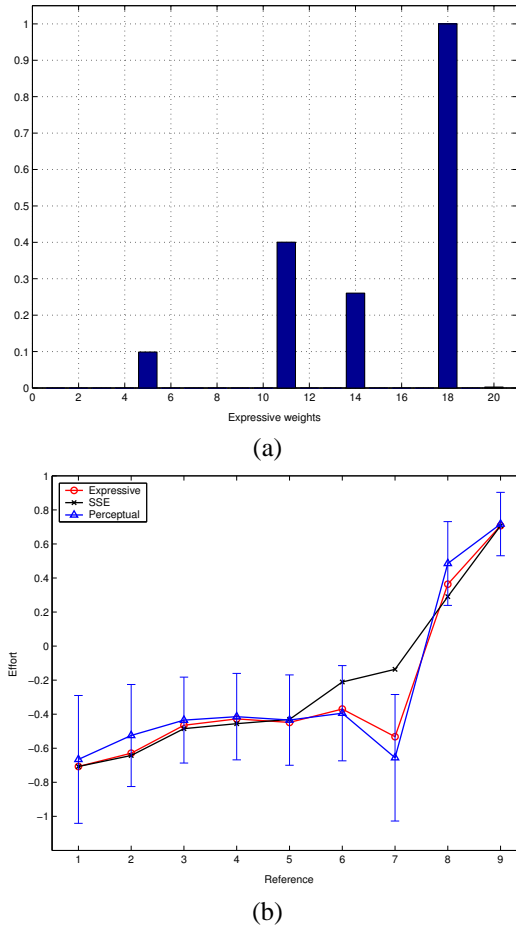 1
0.9
0.8
0.7
0.6
0.5
0.4
0.3
0.2
0.1
0
0 2 4 6 8 10 12 14 16 18 20
Expressive weights
(a)
1
0.8
0.6
0.4
0.2
0
−0.2
−0.4
−0.6
−0.8
−1
Effort
Expressive
SSE
Perceptual
1 2 3 4 5 6 7 8 9
Reference
(b)